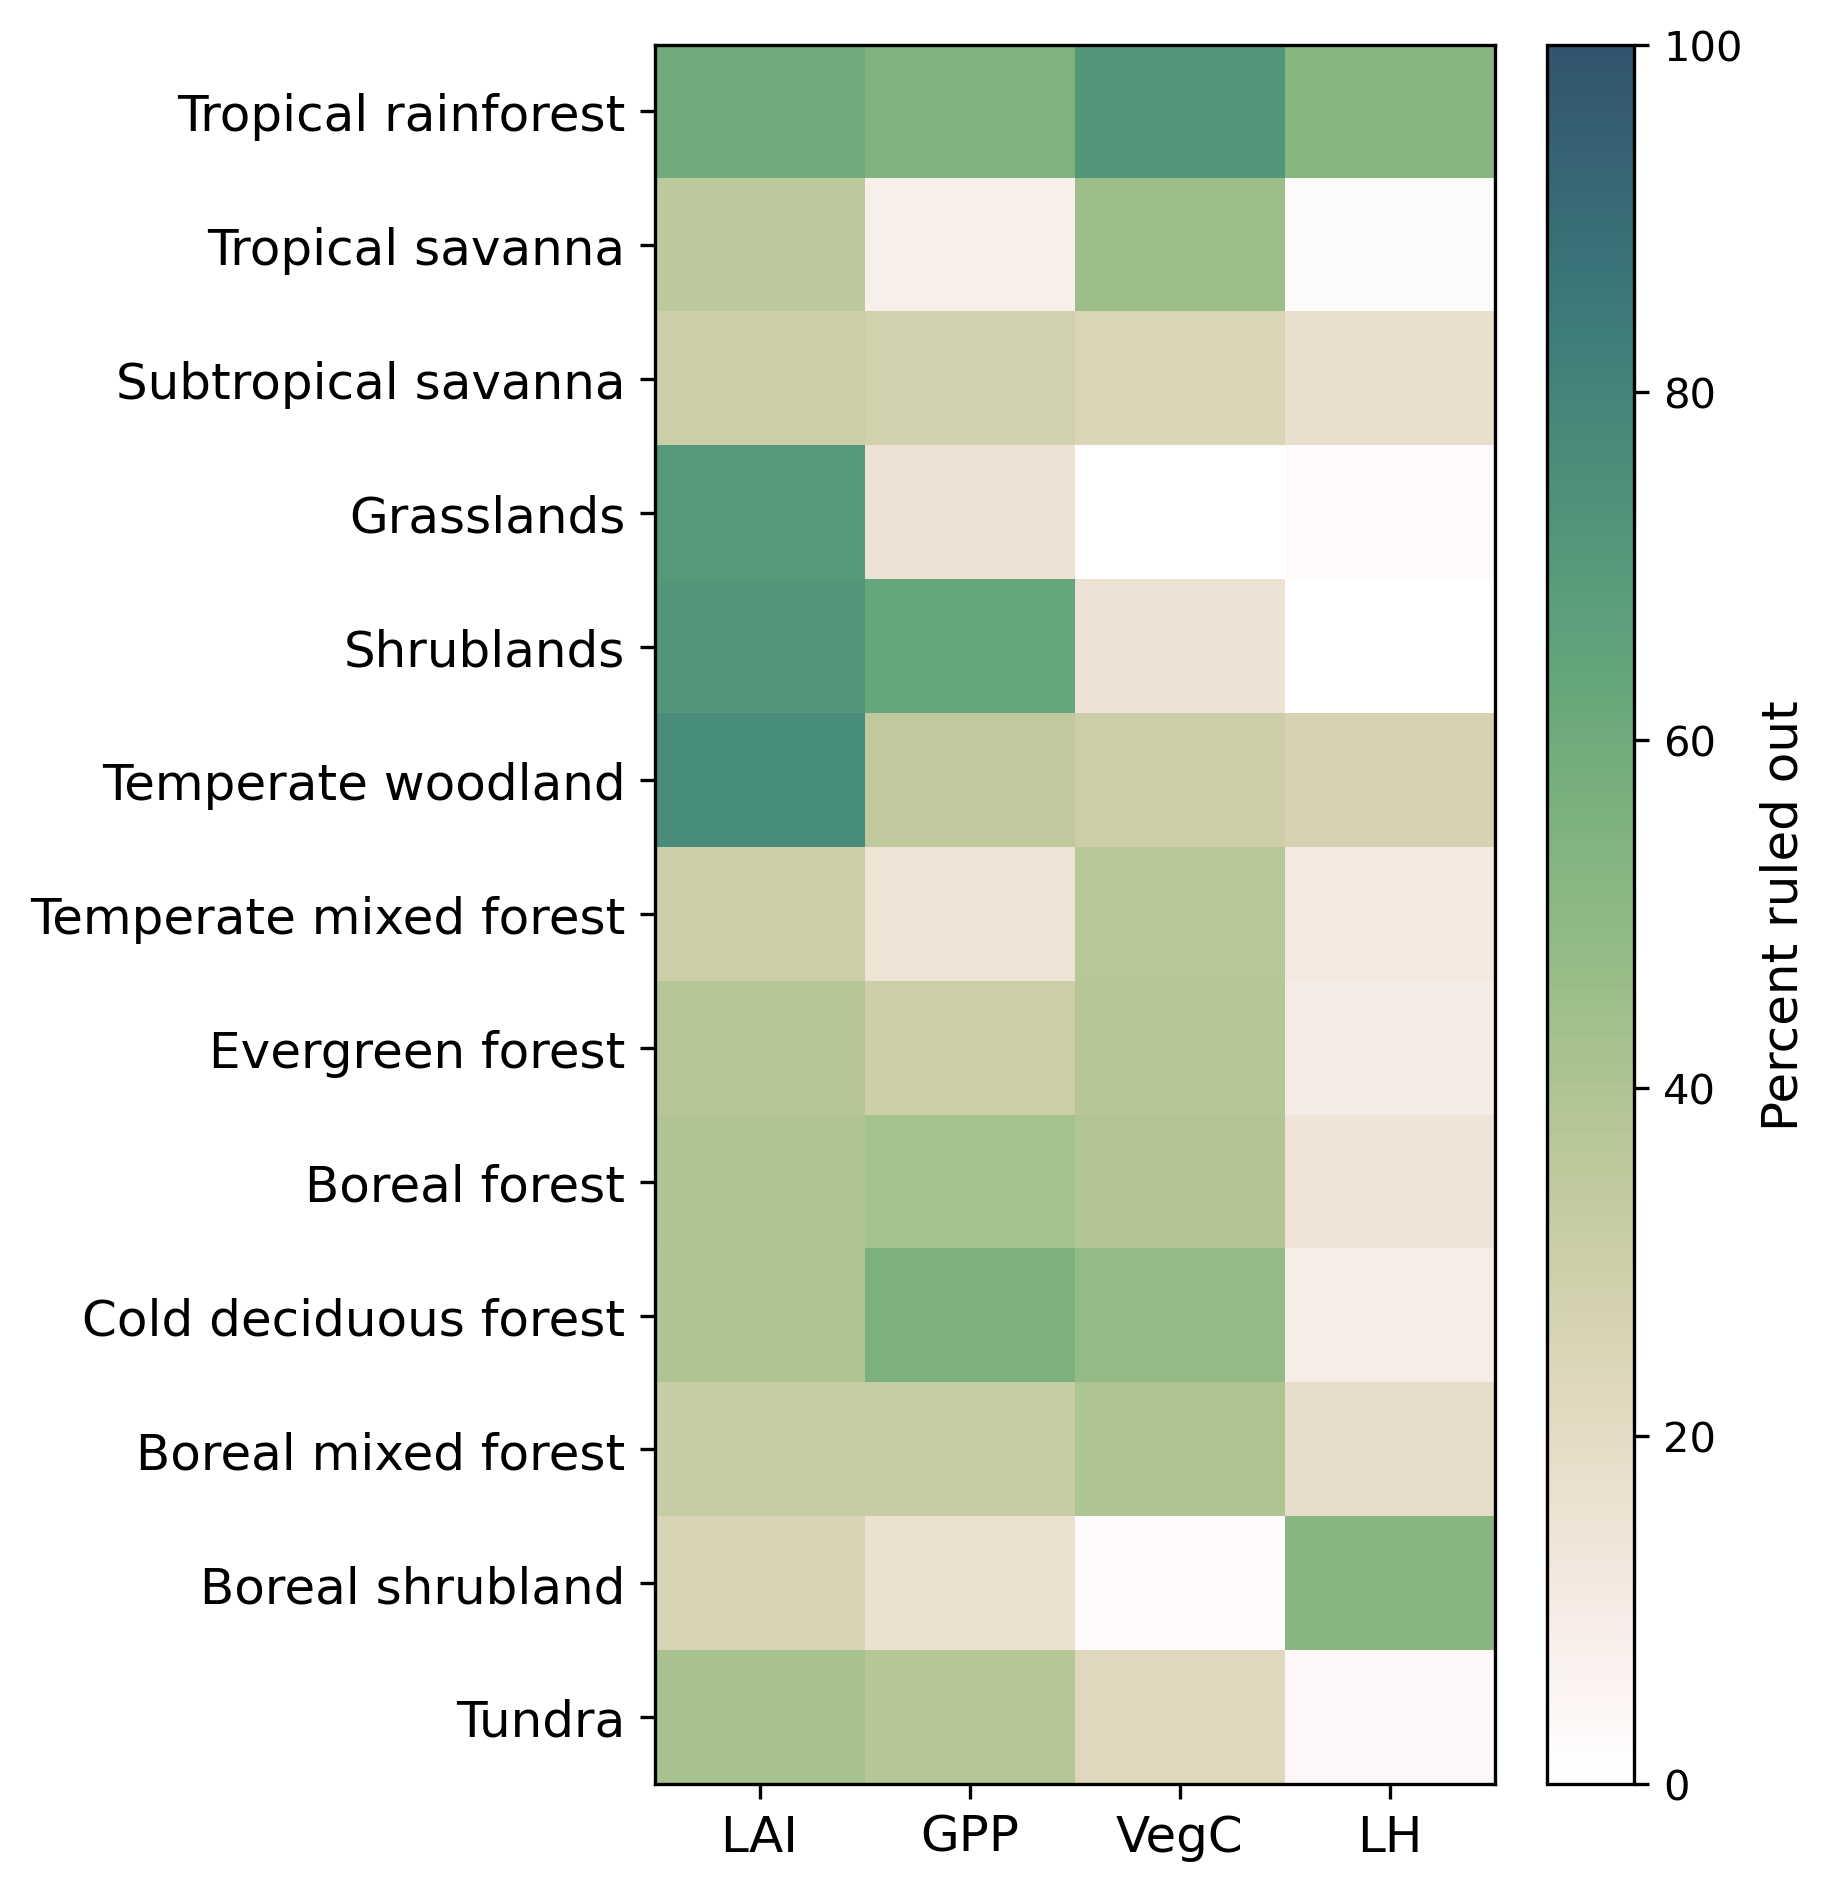 Tropical rainforest
Tropical savanna
Subtropical savanna
Grasslands
Shrublands
Temperate woodland
Temperate mixed forest
Evergreen forest
Boreal forest
Cold deciduous forest
Boreal mixed forest
Boreal shrubland
Tundra
LAI GPP VegC LH
100
80
60
40
20
0
Percent ruled out